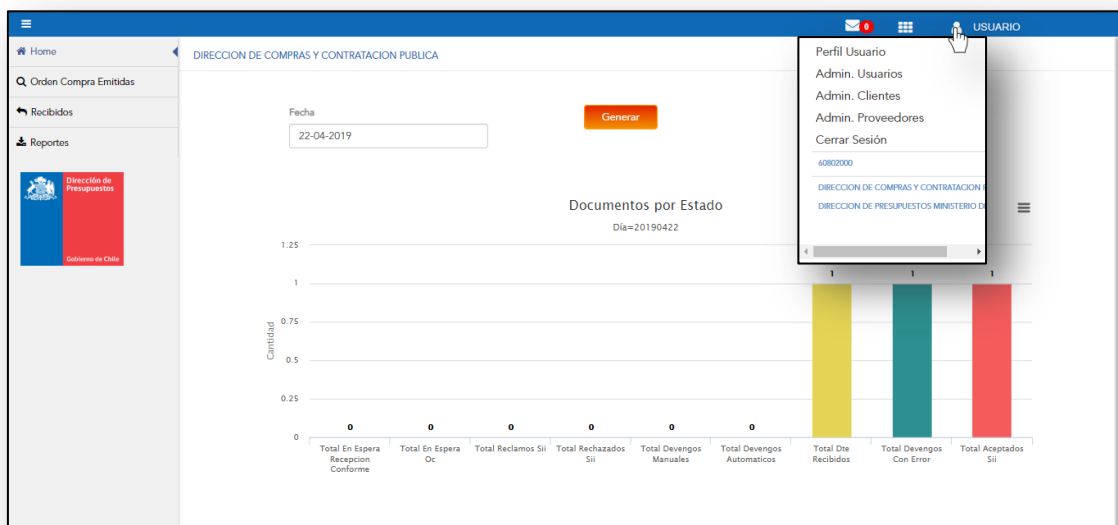 0
USUARIO
Home
DIRECCION DE COMPRAS Y CONTRATACION PUBLICA
Perfil Usuario
Orden Compra Emitidas
Admin. Usuarios
Admin. Clientes
Recibidos
Fecha
Generar
Admin. Proveedores
22-04-2019
Reportes
Cerrar Sesión
60802000
Dirección de
Presupuestos
DIRECCION DE COMPRAS Y CONTRATACION
DIRECCION DE PRESUPUESTOS MINISTERIO
Documentos por Estado
Día=20190422
Gobierno de Chile
1.25
1
0.75
0.5
0.25
0
Cantidad
0 0 0 0 0 0 1 1 1
Total En Espera Recepcion Conforme
Total En Espera Oc
Total Reclamos Sii
Total Rechazados Sii
Total Devengos Manuales
Total Devengos Automaticos
Total Dte Recibidos
Total Devengos Con Error
Total Aceptados Sii